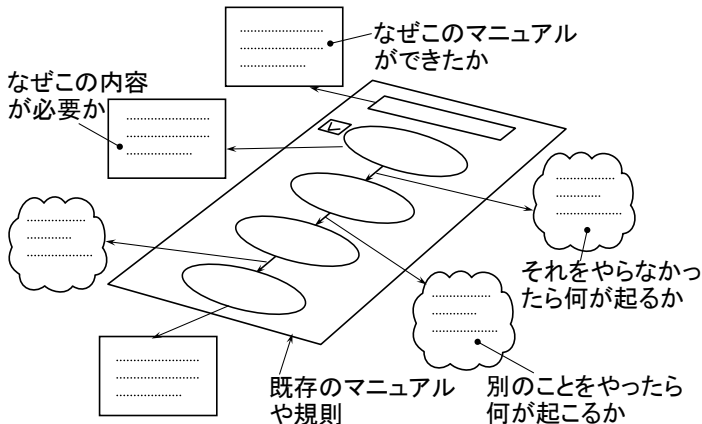 なぜこのマニュアル
ができたか
なぜこの内容
が必要か
それをやらなかっ
たら何が起るか
既存のマニュアル
や規則
別のことをやったら
何が起こるか